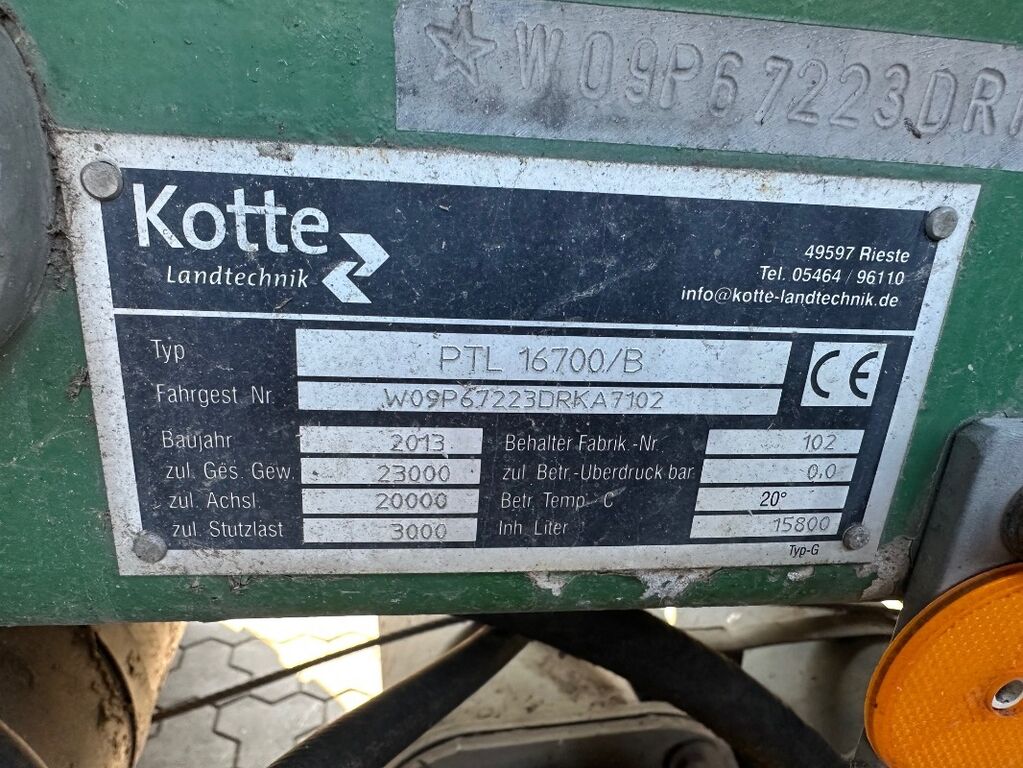 W09P67223DR
Kotte
Landtechnik
49597 Rieste
Tel. 05464 / 96110
info@kotte-landtechnik.de
Typ PTL 16700/B
Fahrgest. Nr. W09P67223DRKA7102
CE
Baujahr 2013 Behalter Fabrik.-Nr. 102
zul. Ges. Gew. 23000 zul. Betr.-Uberdruck bar 0,0
zul. Achsl. 20000 Betr. Temp. C 20°
zul. Stutzlast 3000 Inh. Liter 15800
Typ-G